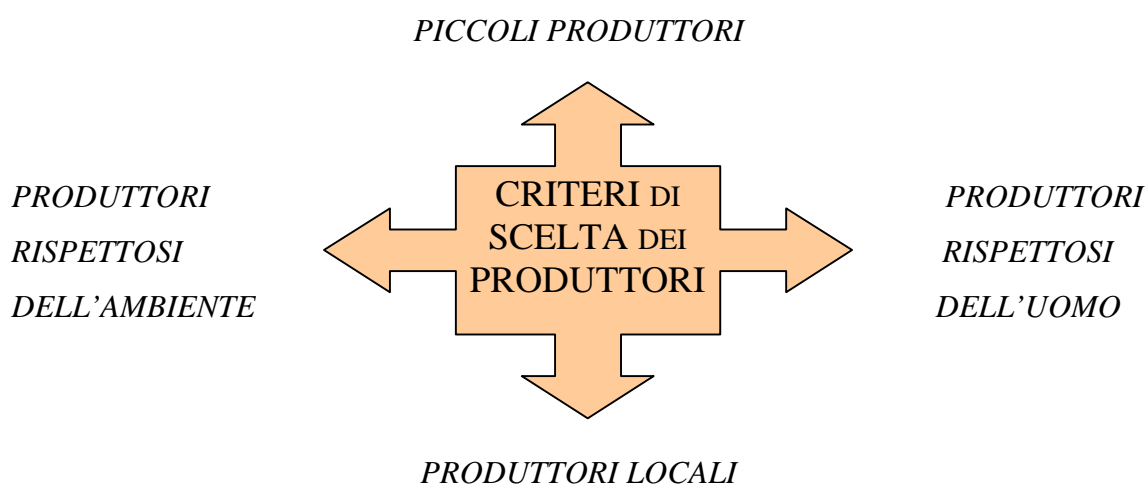 PICCOLI PRODUTTORI
PRODUTTORI
RISPETTOSI
DELL'AMBIENTE
CRITERI DI
SCELTA DEI
PRODUTTORI
PRODUTTORI
RISPETTOSI
DELL'UOMO
PRODUTTORI LOCALI